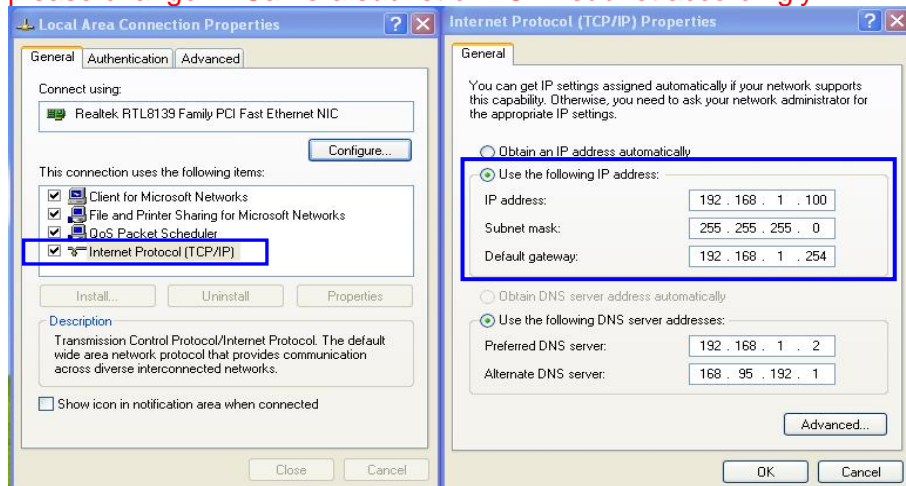 Local Area Connection Properties
General Authentication Advanced
Connect using:
Realtek RTL8139 Family PCI Fast Ethernet NIC
Configure...
This connection uses the following items:
Client for Microsoft Networks
File and Printer Sharing for Microsoft Networks
QoS Packet Scheduler
Internet Protocol (TCP/IP)
Install... Uninstall Properties
Description
Transmission Control Protocol/Internet Protocol. The default
wide area network protocol that provides communication
across diverse interconnected networks.
Show icon in notification area when connected
Close Cancel
Internet Protocol (TCP/IP) Properties
General
You can get IP settings assigned automatically if your network supports
this capability. Otherwise, you need to ask your network administrator for
the appropriate IP settings.
Obtain an IP address automatically
Use the following IP address:
IP address: 192 . 168 . 1 . 100
Subnet mask: 255 . 255 . 255 . 0
Default gateway: 192 . 168 . 1 . 254
Obtain DNS server address automatically
Use the following DNS server addresses:
Preferred DNS server: 192 . 168 . 1 . 2
Alternate DNS server: 168 . 95 . 192 . 1
Advanced...
OK Cancel